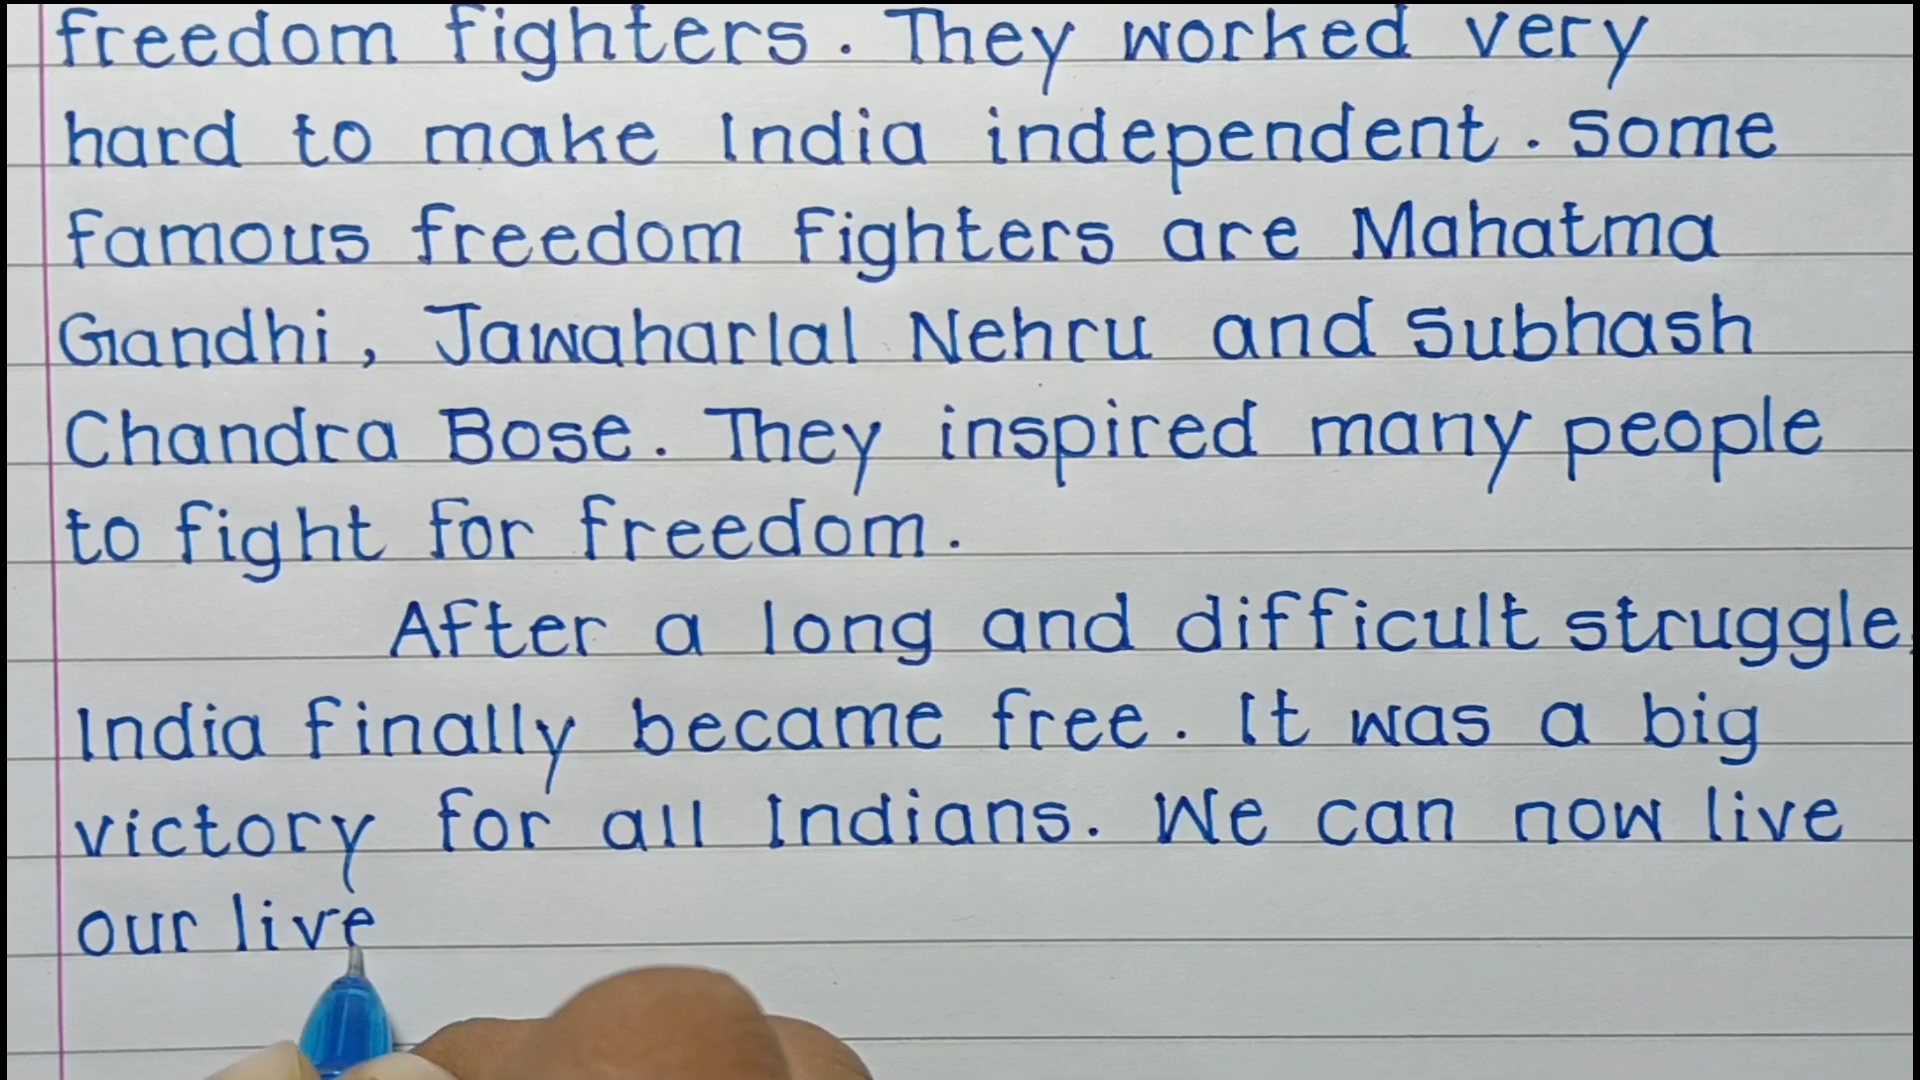 freedom fighters. They worked very
hard to make India independent. Some
famous freedom fighters are Mahatma
Gandhi, Jawaharlal Nehru and Subhash
Chandra Bose. They inspired many people
to fight for freedom.
After a long and difficult struggle,
India finally became free. It was a big
victory for all Indians. We can now live
our live